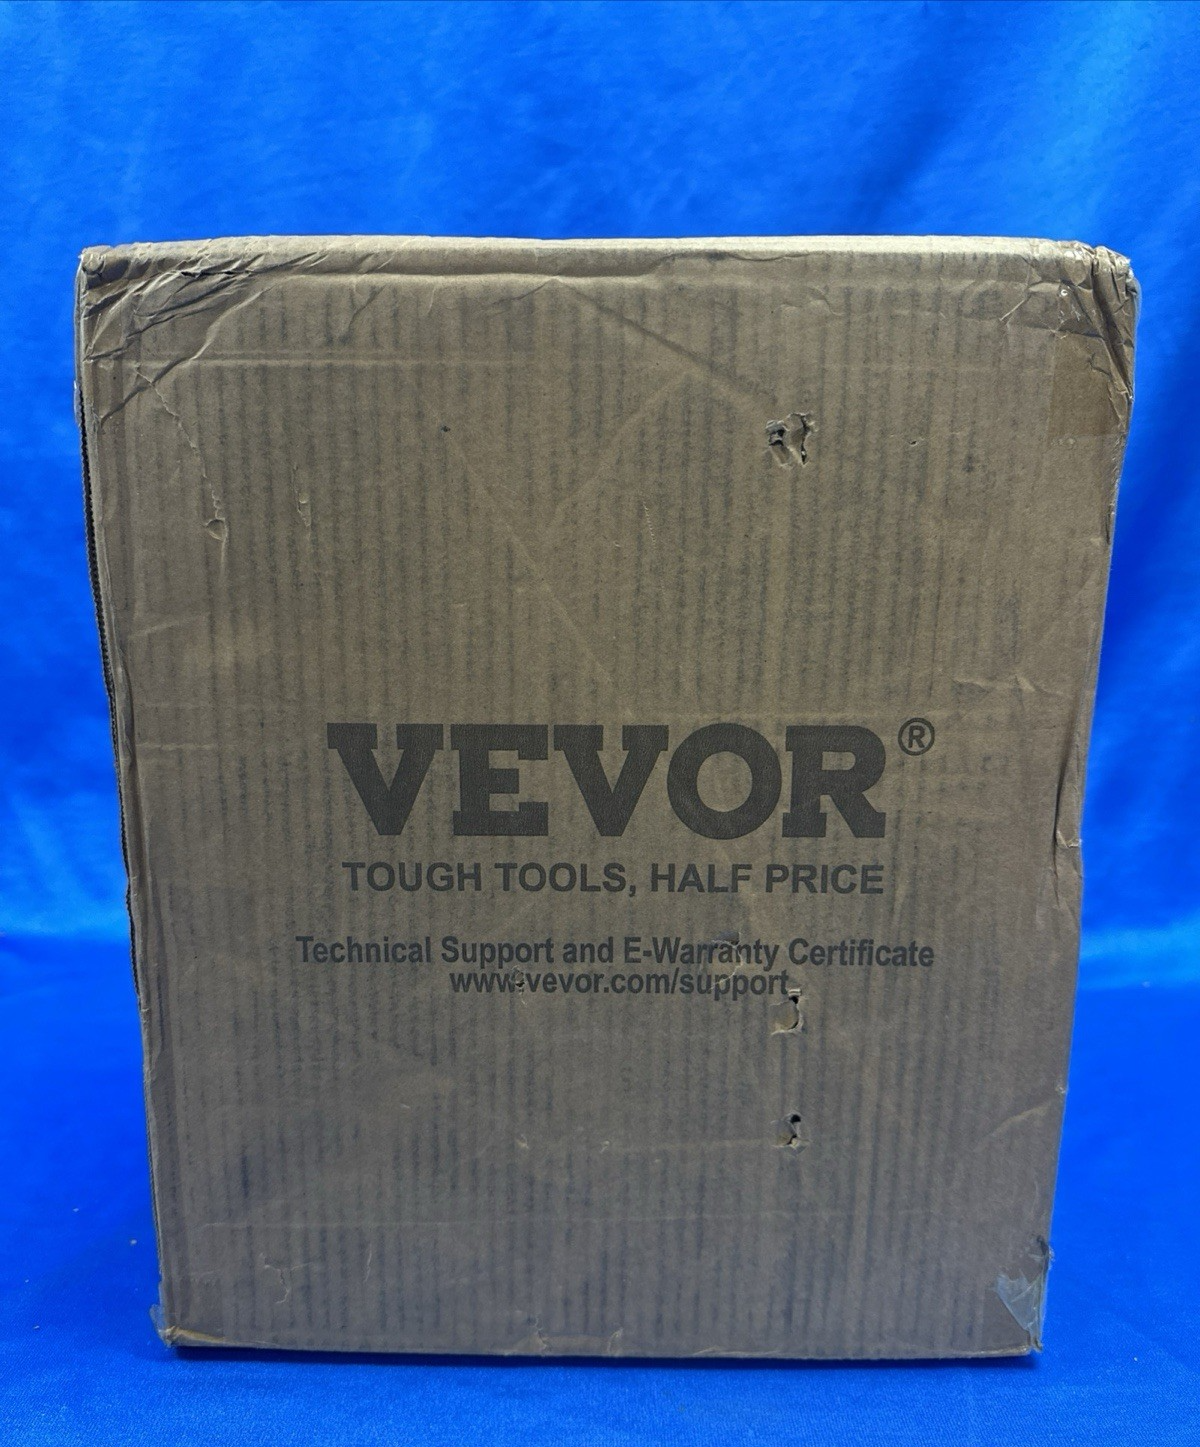 VEVOR®
TOUGH TOOLS, HALF PRICE
Technical Support and E-Warranty Certificate
www.vevor.com/support